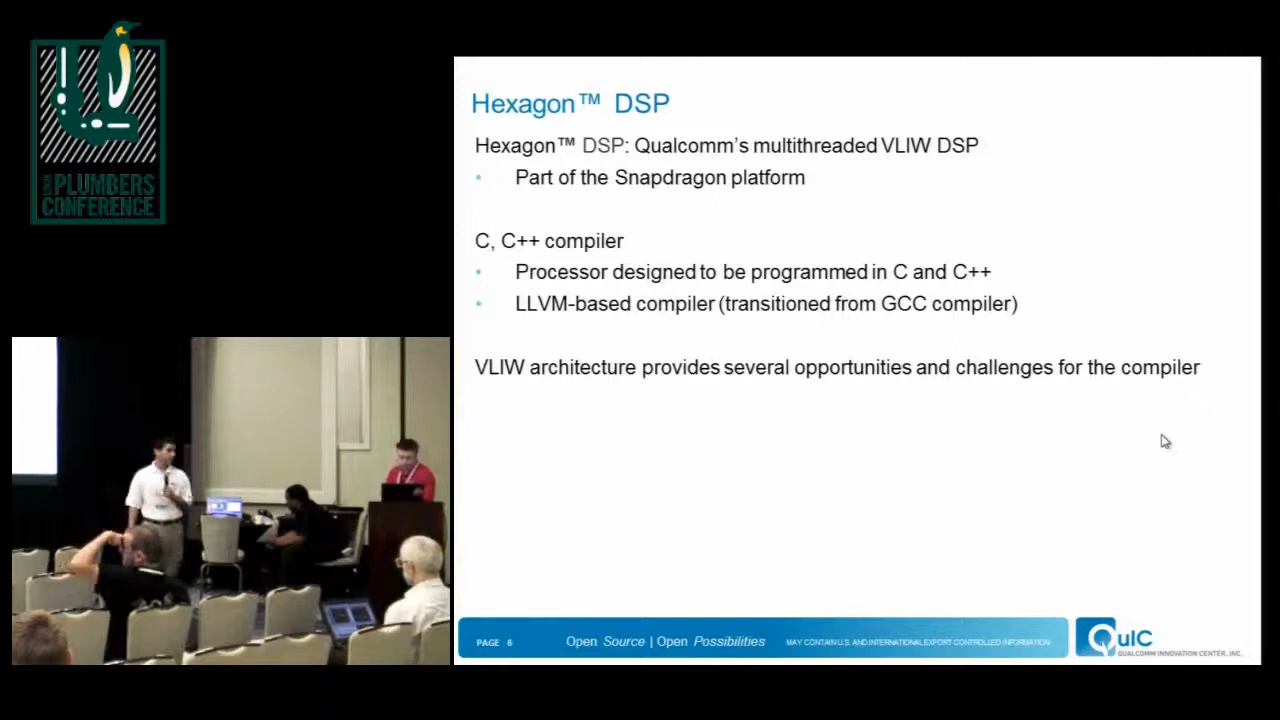 LINUX
PLUMBERS
CONFERENCE
Hexagon™ DSP
Hexagon™ DSP: Qualcomm's multithreaded VLIW DSP
• Part of the Snapdragon platform
C, C++ compiler
• Processor designed to be programmed in C and C++
• LLVM-based compiler (transitioned from GCC compiler)
VLIW architecture provides several opportunities and challenges for the compiler
PAGE 6 Open Source | Open Possibilities MAY CONTAIN U.S. AND INTERNATIONAL EXPORT CONTROLLED INFORMATION
QuIC
QUALCOMM INNOVATION CENTER, INC.